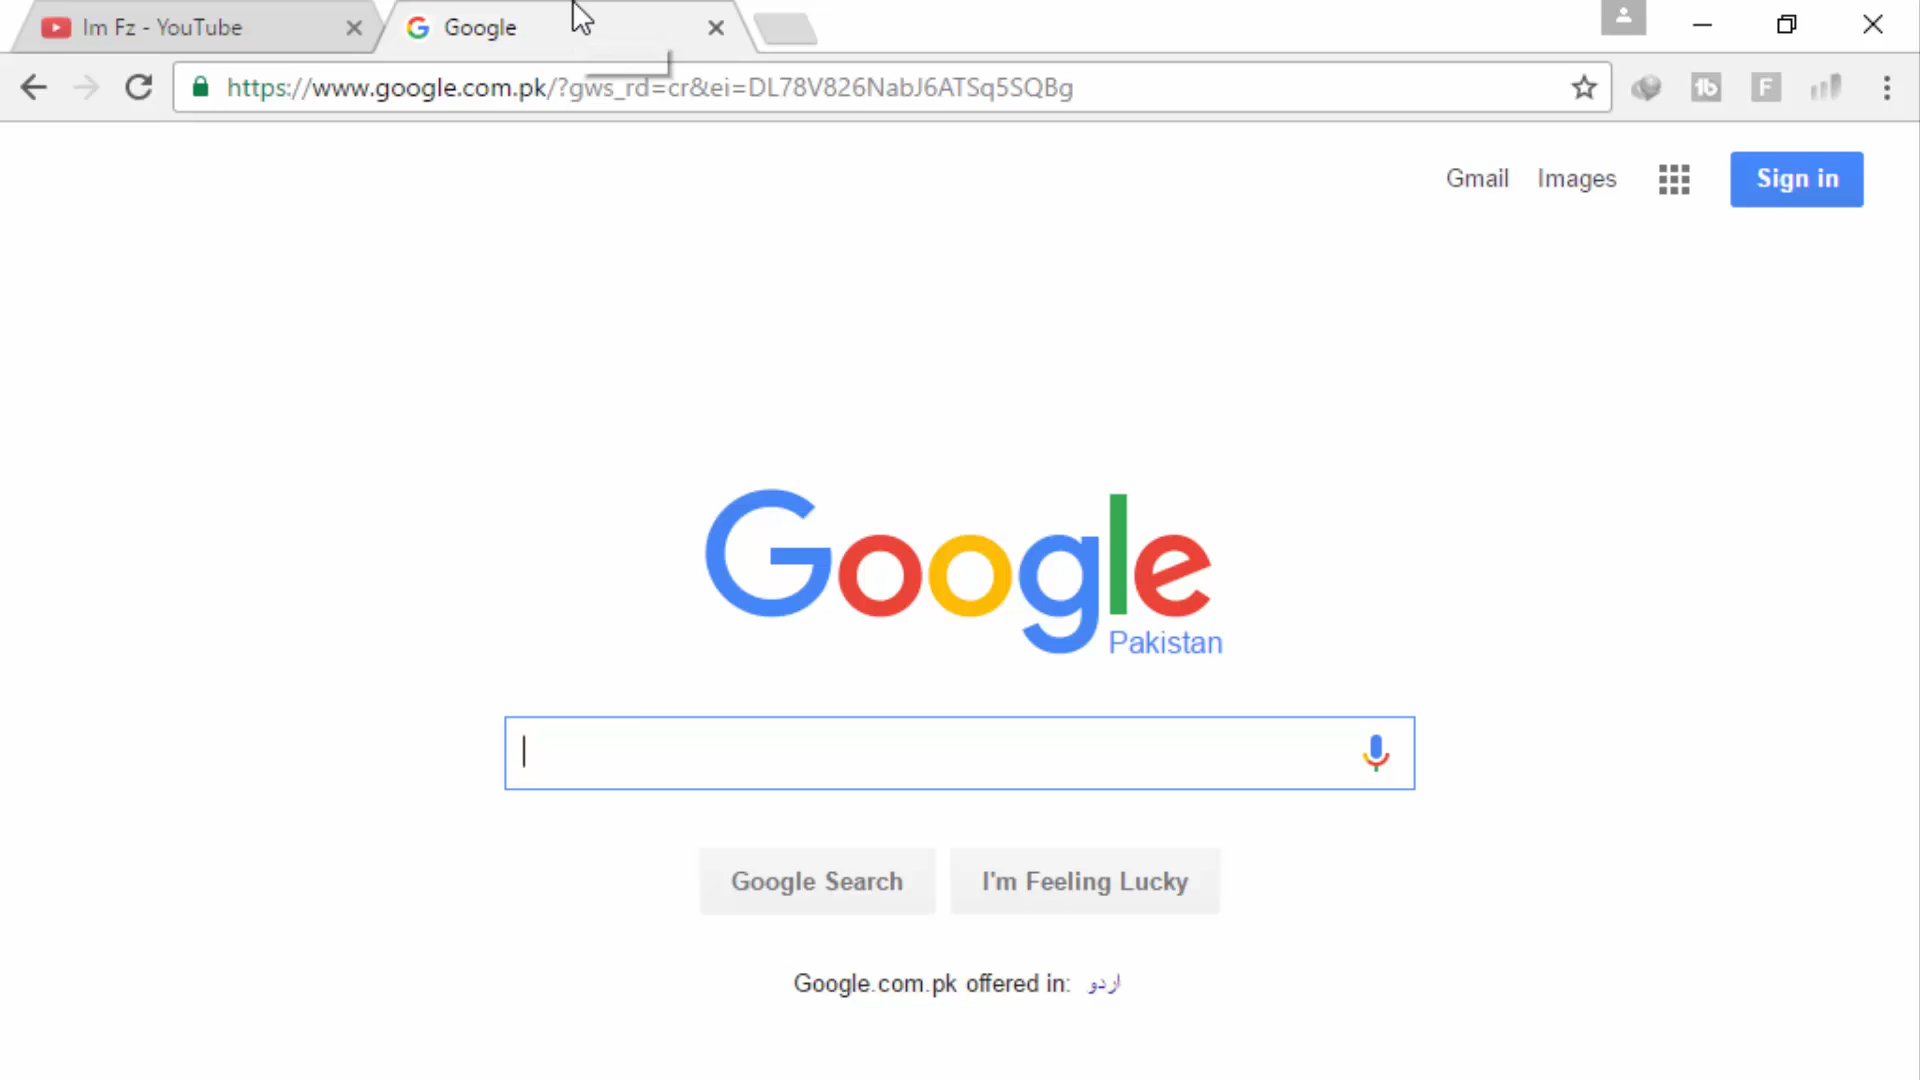 Im Fz - YouTube
Google
https://www.google.com.pk/?gws_rd=cr&ei=DL78V826NabJ6ATSq5SQBg
Gmail Images Sign in
Google
Pakistan
Google Search I'm Feeling Lucky
Google.com.pk offered in: اردو